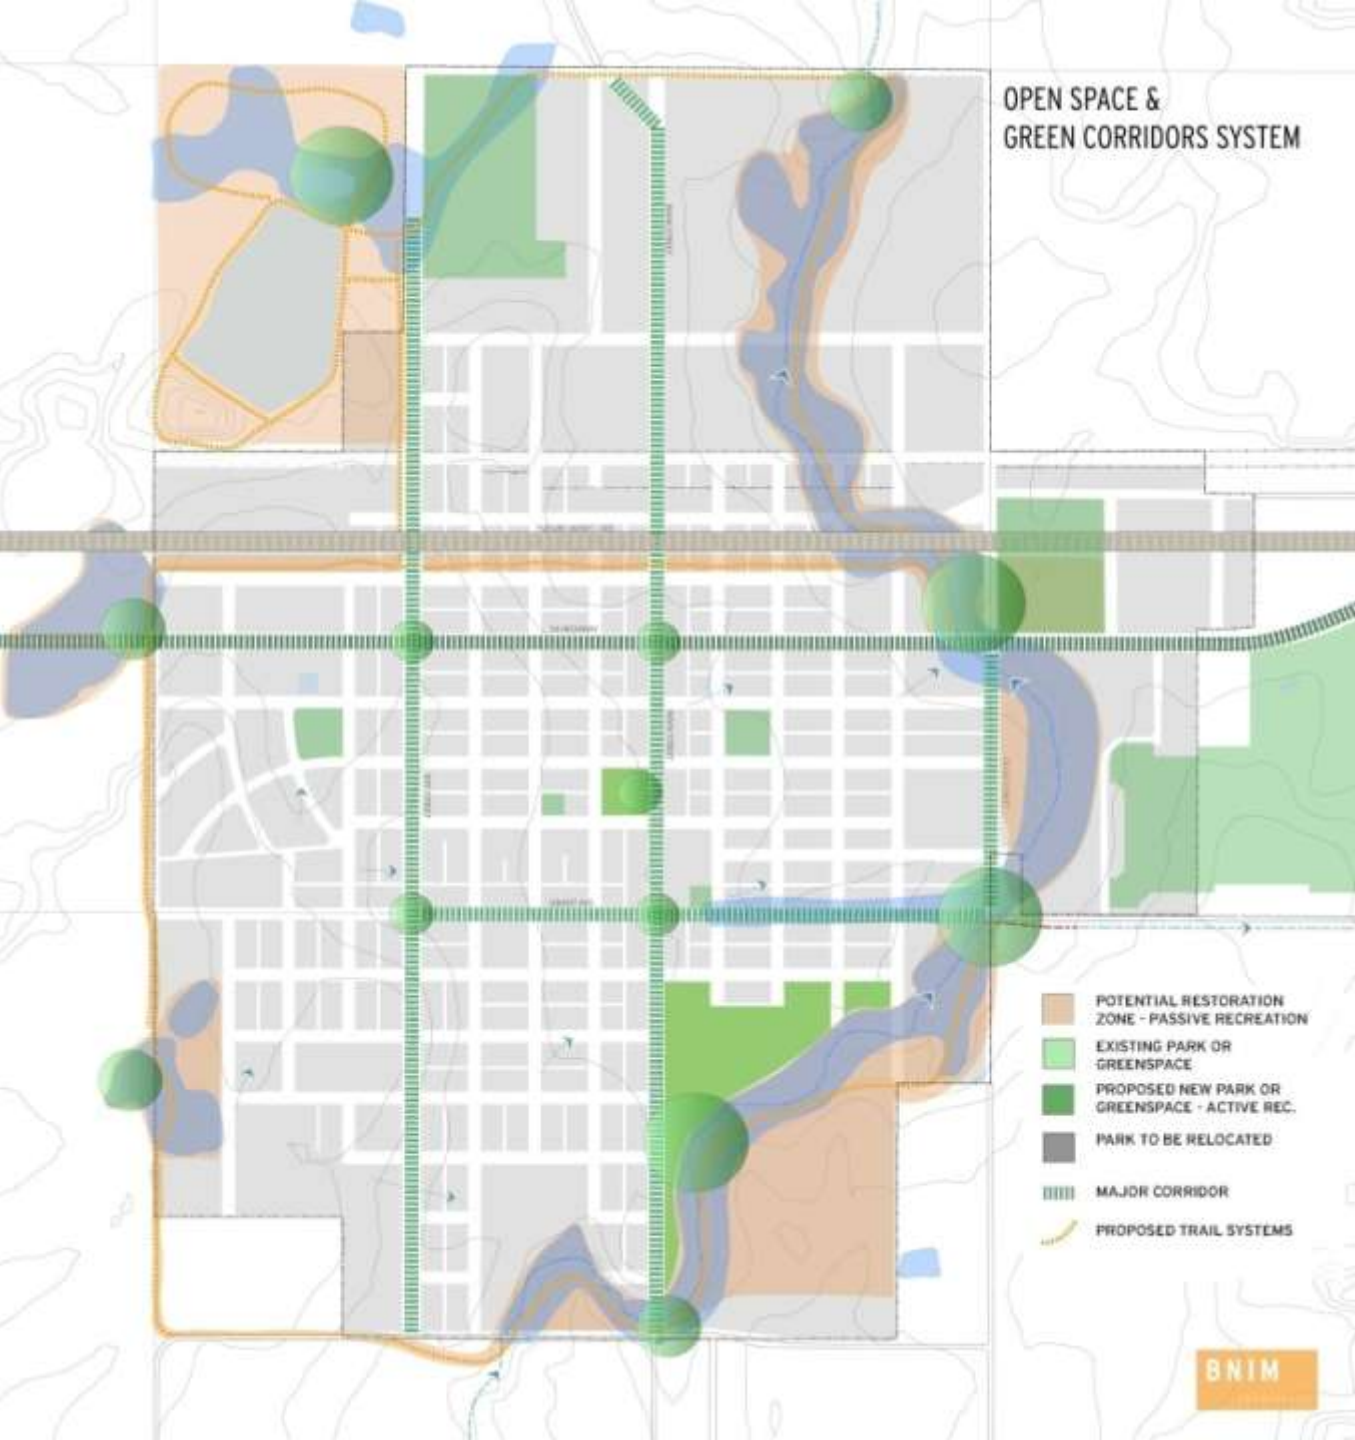 OPEN SPACE &
GREEN CORRIDORS SYSTEM
POTENTIAL RESTORATION
ZONE - PASSIVE RECREATION
EXISTING PARK OR
GREENSPACE
PROPOSED NEW PARK OR
GREENSPACE - ACTIVE REC.
PARK TO BE RELOCATED
MAJOR CORRIDOR
PROPOSED TRAIL SYSTEMS
BNIM